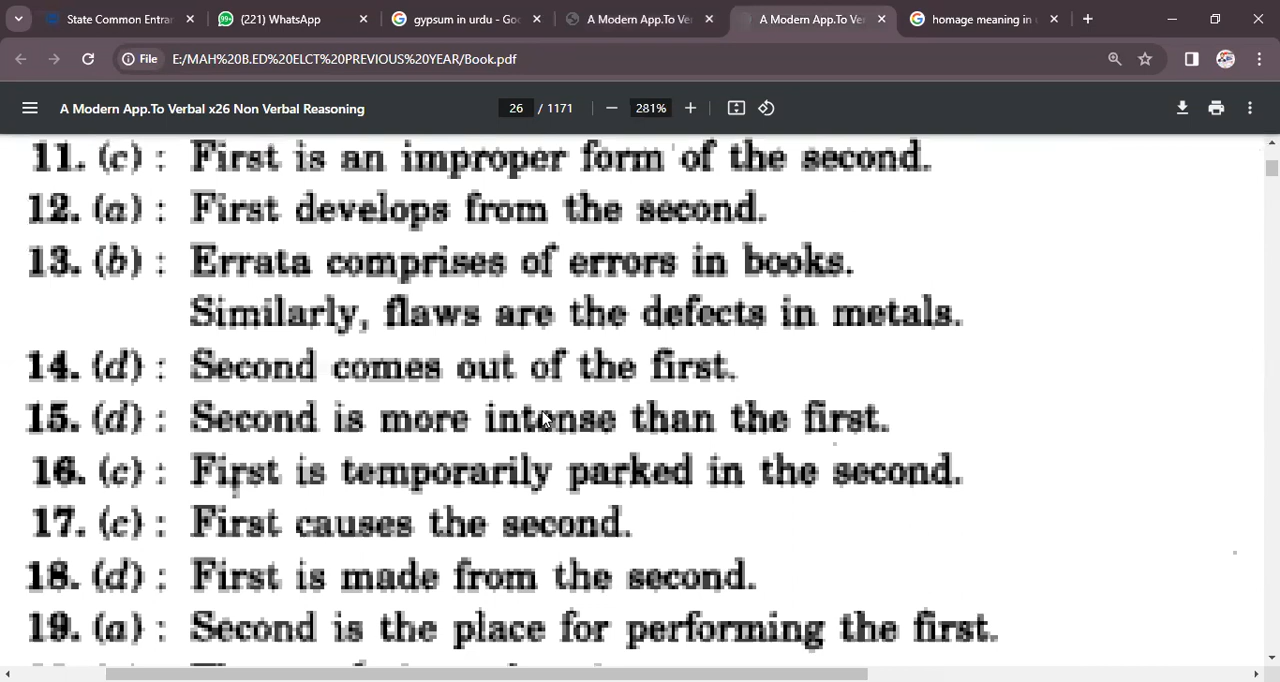 State Common Entrar
(221) WhatsApp
gypsum in urdu - Goo
A Modern App.To Ver
A Modern App.To Ver
homage meaning in u
File
E:/MAH%20B.ED%20ELCT%20PREVIOUS%20YEAR/Book.pdf
A Modern App.To Verbal x26 Non Verbal Reasoning
26 / 1171
281%
11. (c) : First is an improper form of the second.
12. (a) : First develops from the second.
13. (b) : Errata comprises of errors in books.
Similarly, flaws are the defects in metals.
14. (d) : Second comes out of the first.
15. (d) : Second is more intense than the first.
16. (c) : First is temporarily parked in the second.
17. (c) : First causes the second.
18. (d) : First is made from the second.
19. (a) : Second is the place for performing the first.